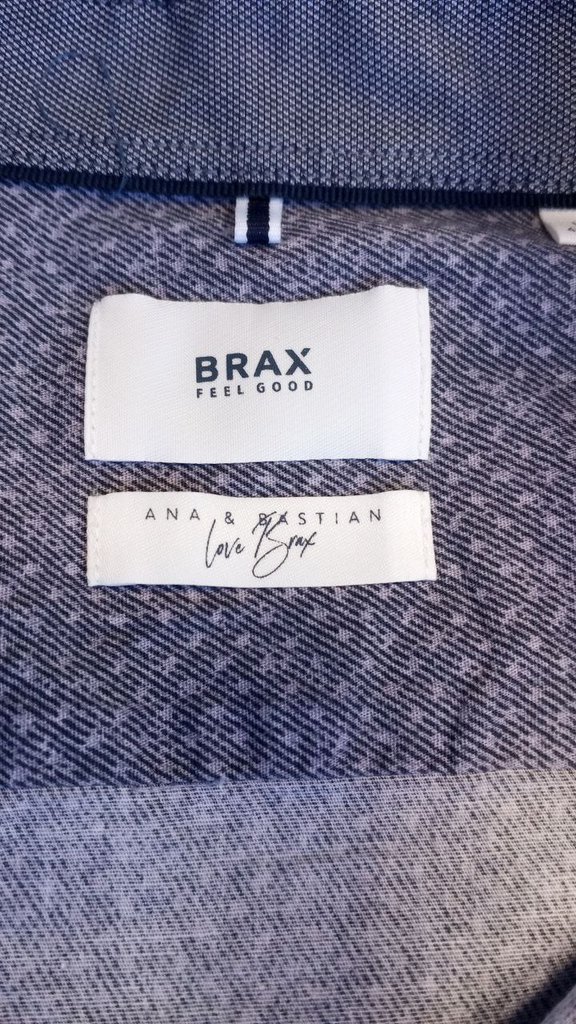 BRAX
FEEL GOOD
ANA & BASTIAN
love Brax